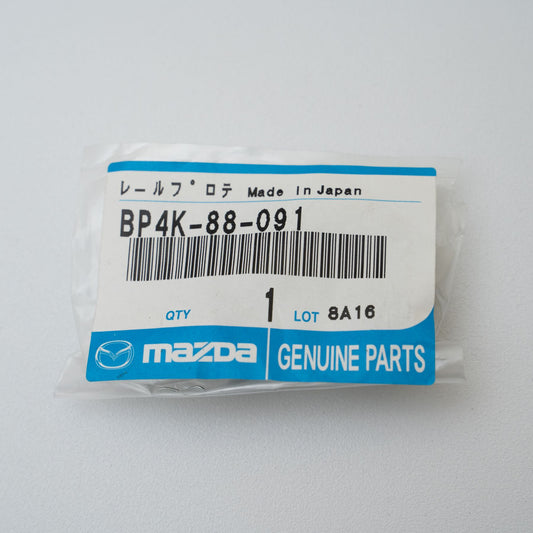 レールプロテ Made in Japan
BP4K-88-091
QTY 1 LOT 8A16
mazda GENUINE PARTS